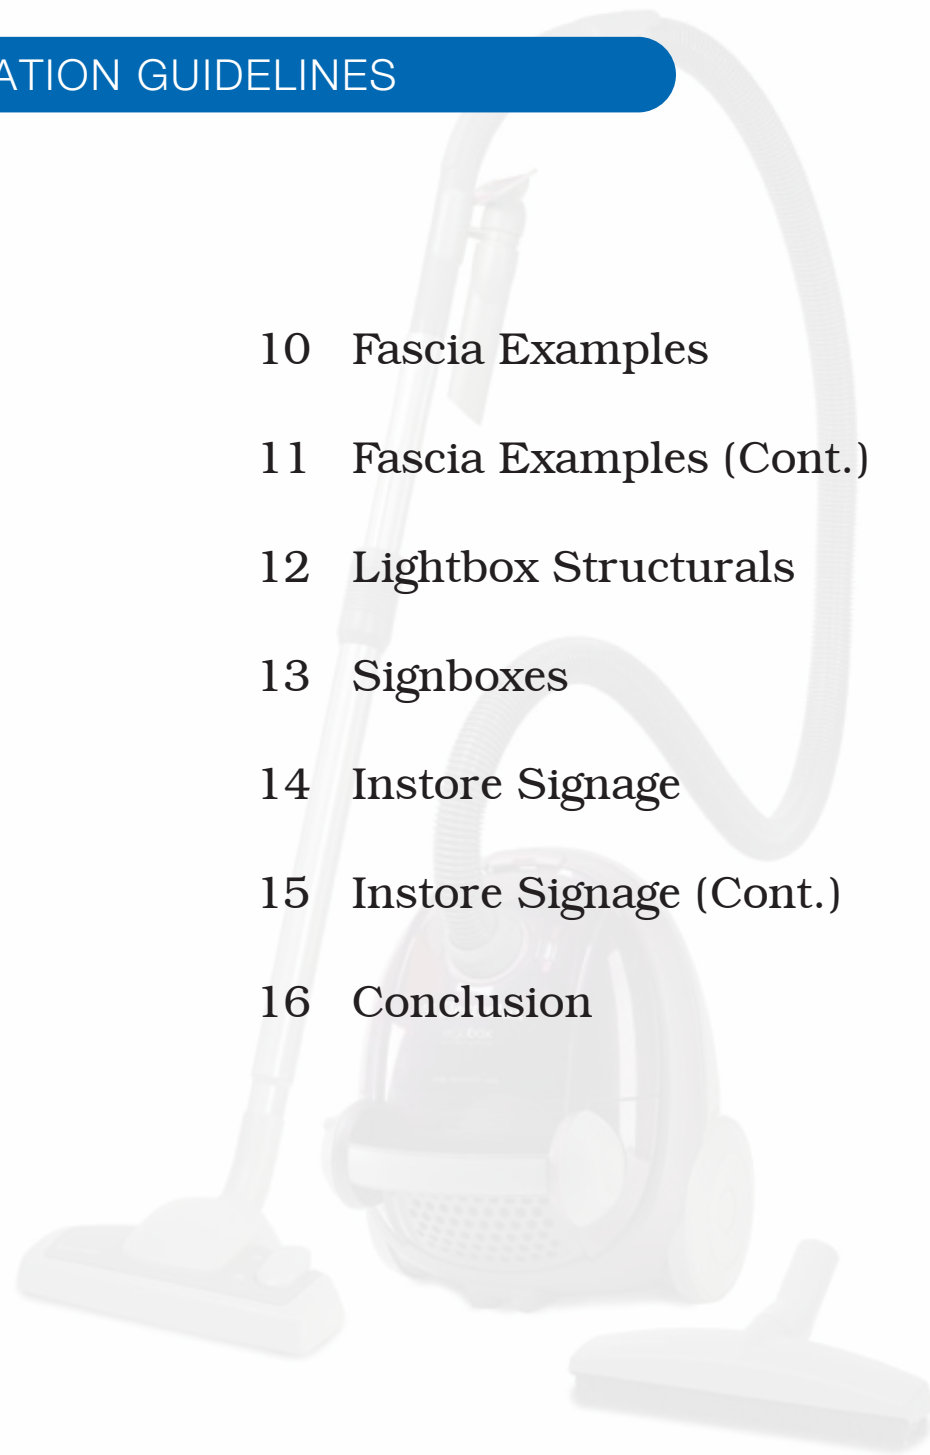 ATION GUIDELINES
10 Fascia Examples
11 Fascia Examples (Cont.)
12 Lightbox Structurals
13 Signboxes
14 Instore Signage
15 Instore Signage (Cont.)
16 Conclusion